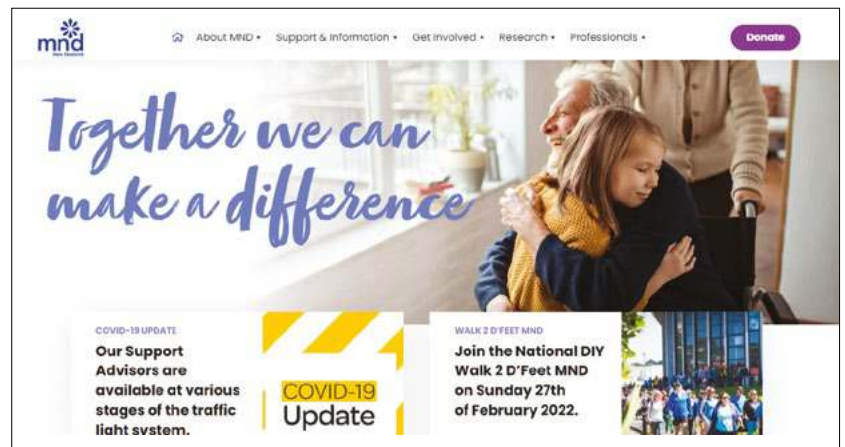 mnd
New Zealand
About MND
Support & Information
Get Involved
Research
Professionals
Donate
Together we can
make a difference
COVID-19 UPDATE
Our Support
Advisors are
available at various
stages of the traffic
light system.
COVID-19
Update
WALK 2 D'FEET MND
Join the National DIY
Walk 2 D'Feet MND
on Sunday 27th
of February 2022.